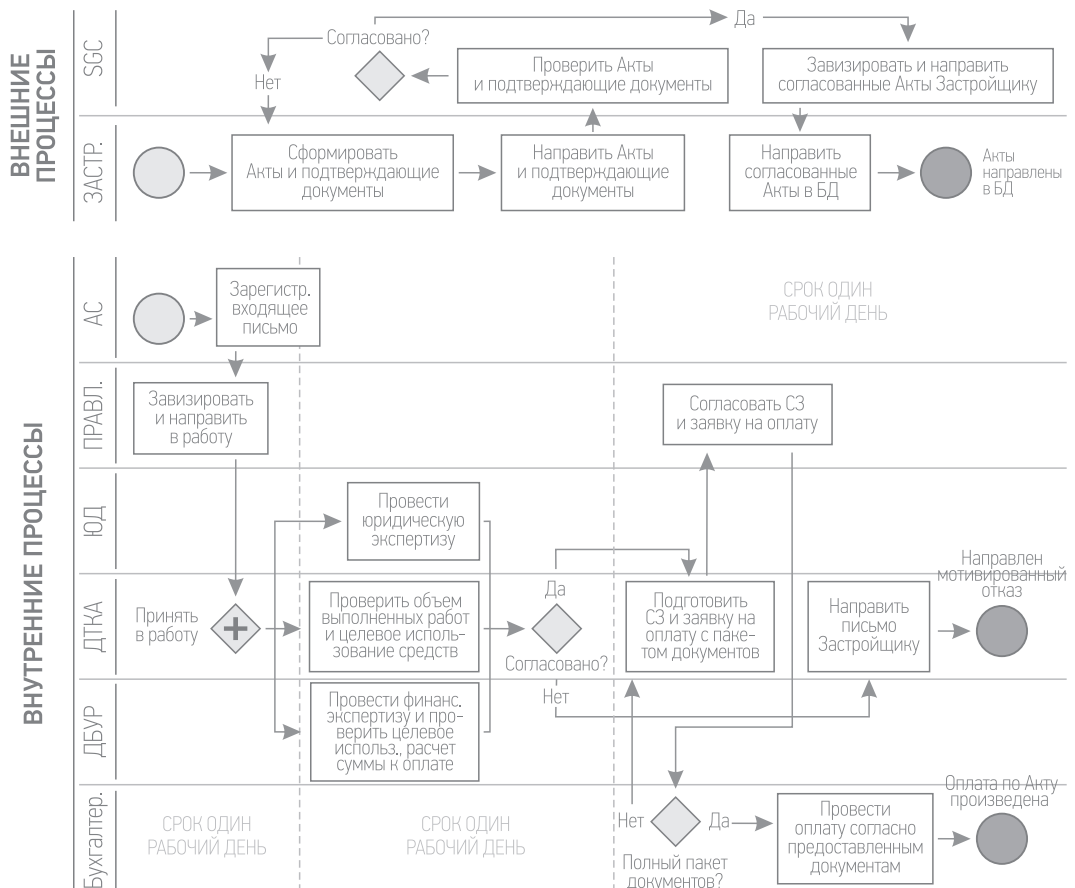 ВНЕШНИЕ
ПРОЦЕССЫ
SGC
Согласовано?
Да
Нет
Проверить Акты
и подтверждающие документы
Завизировать и направить
согласованные Акты Застройщику
ЗАСТР.
Сформировать
Акты и подтверждающие
документы
Направить Акты
и подтверждающие
документы
Направить
согласованные
Акты в БД
Акты
направлены
в БД
ВНУТРЕННИЕ ПРОЦЕССЫ
АС
Зарегистр.
входящее
письмо
СРОК ОДИН
РАБОЧИЙ ДЕНЬ
ПРАВЛ.
Завизировать
и направить
в работу
Согласовать СЗ
и заявку на оплату
ЮД
Провести
юридическую
экспертизу
ДТКА
Принять
в работу
Проверить объем
выполненных работ
и целевое исполь-
зование средств
Да
Согласовано?
Нет
Подготовить
СЗ и заявку на
оплату с паке-
том документов
Направить
письмо
Застройщику
Направлен
мотивированный
отказ
ДБУР
Провести финанс.
экспертизу и про-
верить целевое
использ., расчет
суммы к оплате
Бухгалтер.
СРОК ОДИН
РАБОЧИЙ ДЕНЬ
СРОК ОДИН
РАБОЧИЙ ДЕНЬ
Нет
Да
Полный пакет
документов?
Провести
оплату согласно
предоставленным
документам
Оплата по Акту
произведена